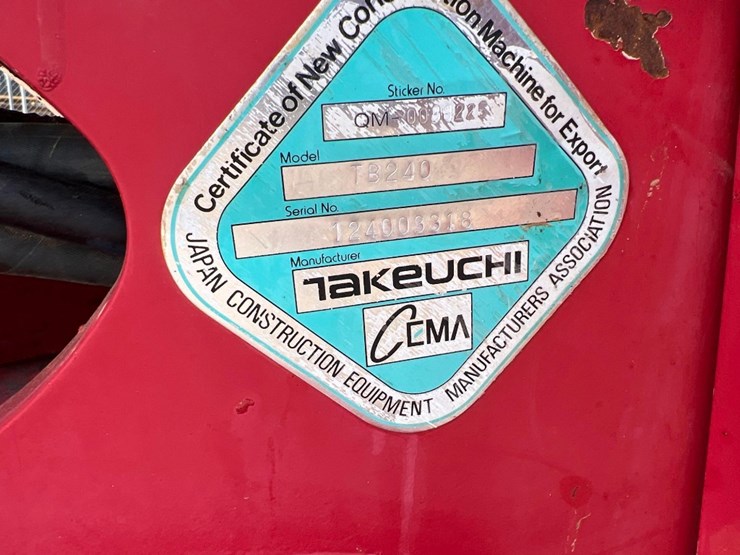 Certificate of New Construction Machine for Export
Sticker No.
Model
TB240
Serial No.
124003318
Manufacturer
TAKEUCHI
CEMA
JAPAN CONSTRUCTION EQUIPMENT MANUFACTURERS ASSOCIATION